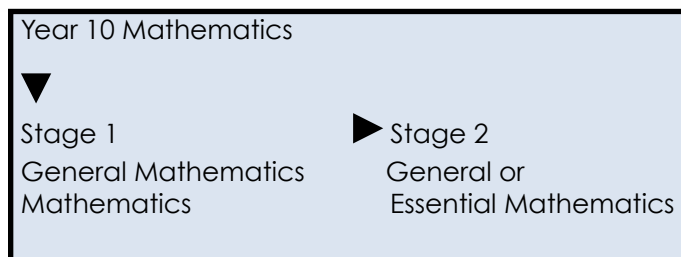 Year 10 Mathematics
Stage 1
General Mathematics
Mathematics
Stage 2
General or
Essential Mathematics